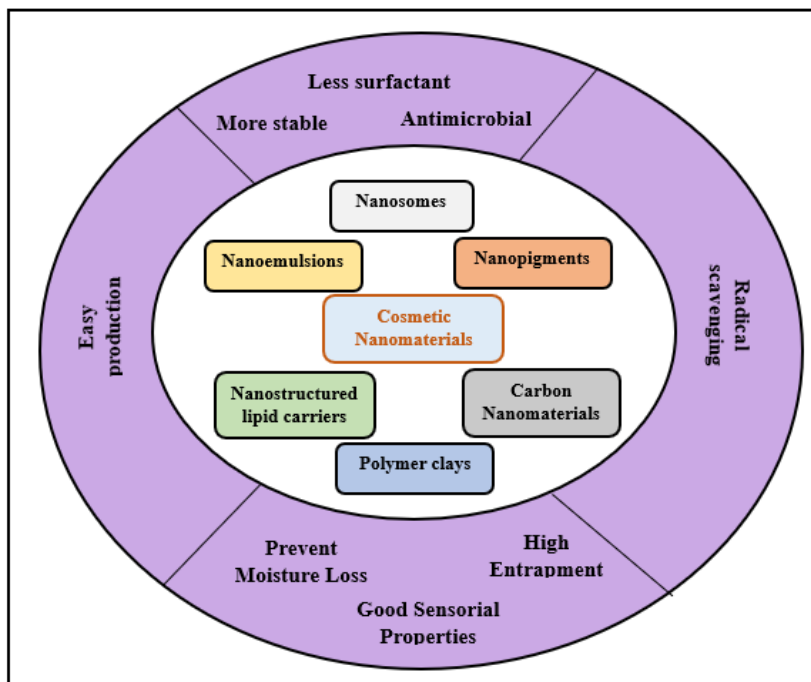 Less surfactant
More stable
Antimicrobial
Nanosomes
Nanoemulsions
Nanopigments
Cosmetic
Nanomaterials
Easy
production
Radical
scavenging
Nanostructured
lipid carriers
Carbon
Nanomaterials
Polymer clays
Prevent
Moisture Loss
High
Entrapment
Good Sensorial
Properties